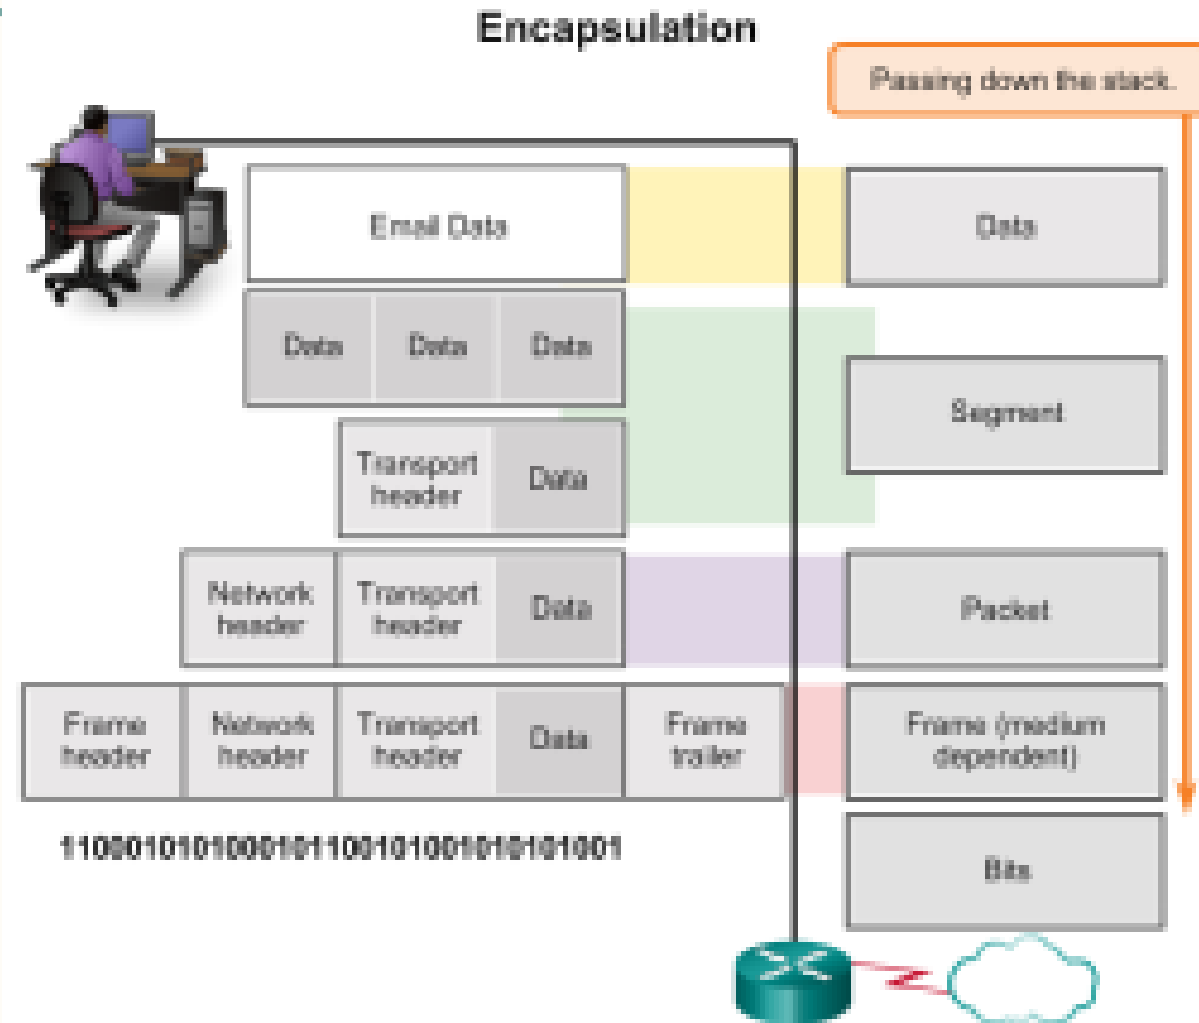 Encapsulation
Passing down the stack.
Email Data
Data
Data Data Data
Segment
Transport header Data
Network header Transport header Data
Packet
Frame header Network header Transport header Data Frame trailer
Frame (medium dependent)
1100010101000101100101001010101001
Bits